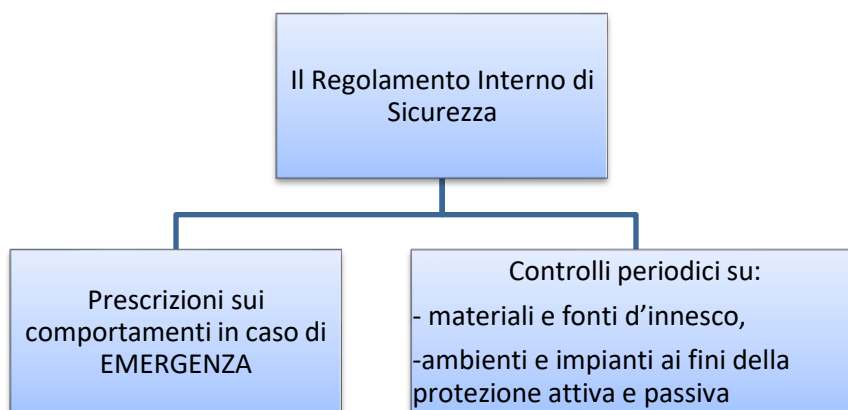 Il Regolamento Interno di
Sicurezza
Prescrizioni sui
comportamenti in caso di
EMERGENZA
Controlli periodici su:
- materiali e fonti d’innesco,
-ambienti e impianti ai fini della
protezione attiva e passiva